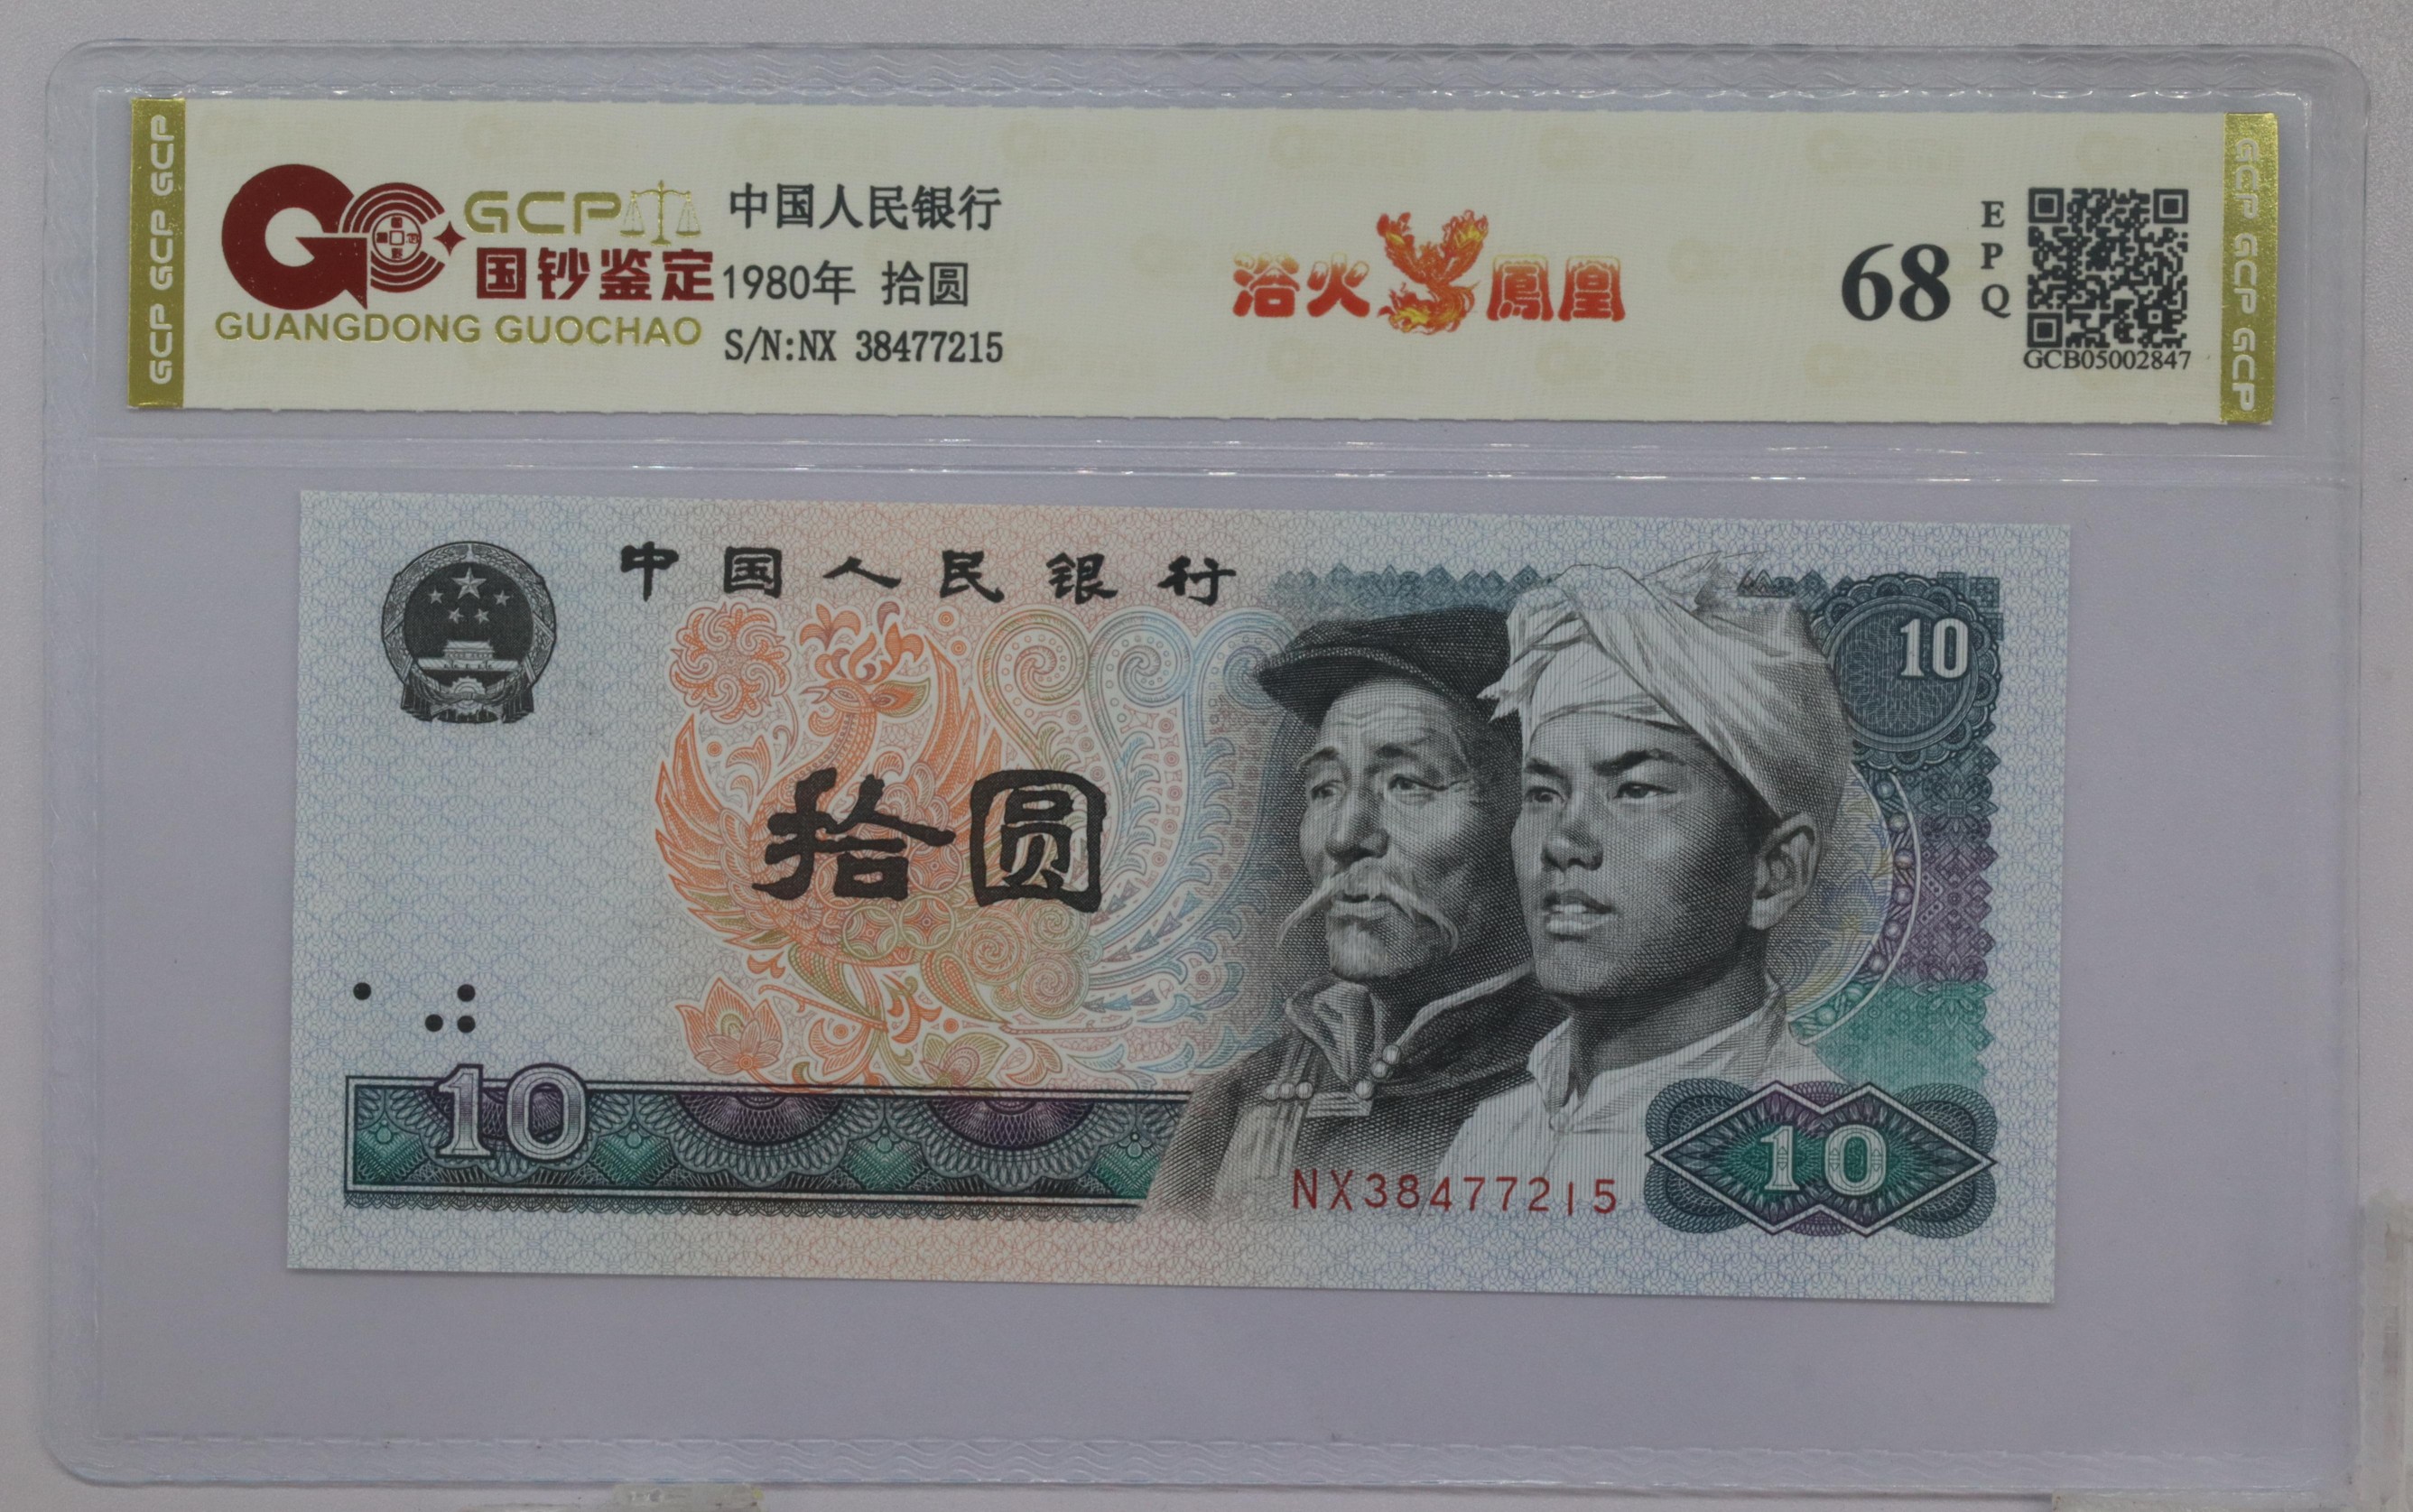 GCP GCP GCP
GCP
国钞鉴定
GUANGDONG GUOCHAO
中国人民银行
1980年 拾圆
S/N:NX 38477215
浴火鳳凰
68
EPQ
GCB05002847
GCP GCP GCP
中国人民银行
10
拾圆
10
NX38477215
10